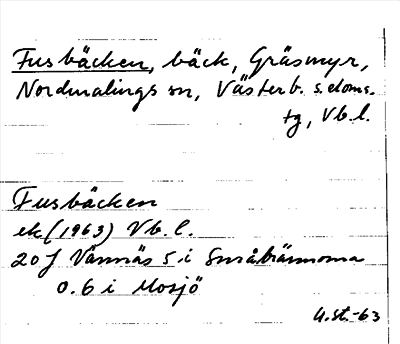 Fusbäcken, bäck, Gräsmyr,
Nordmalings sn, Västerb. s. doms.
tg, Vb. l.
Fusbäcken
ek (1963) Vb. l.
20 J Vännäs 5 i Småtjärnarna
0.6 i Mosjö
4.st.-63